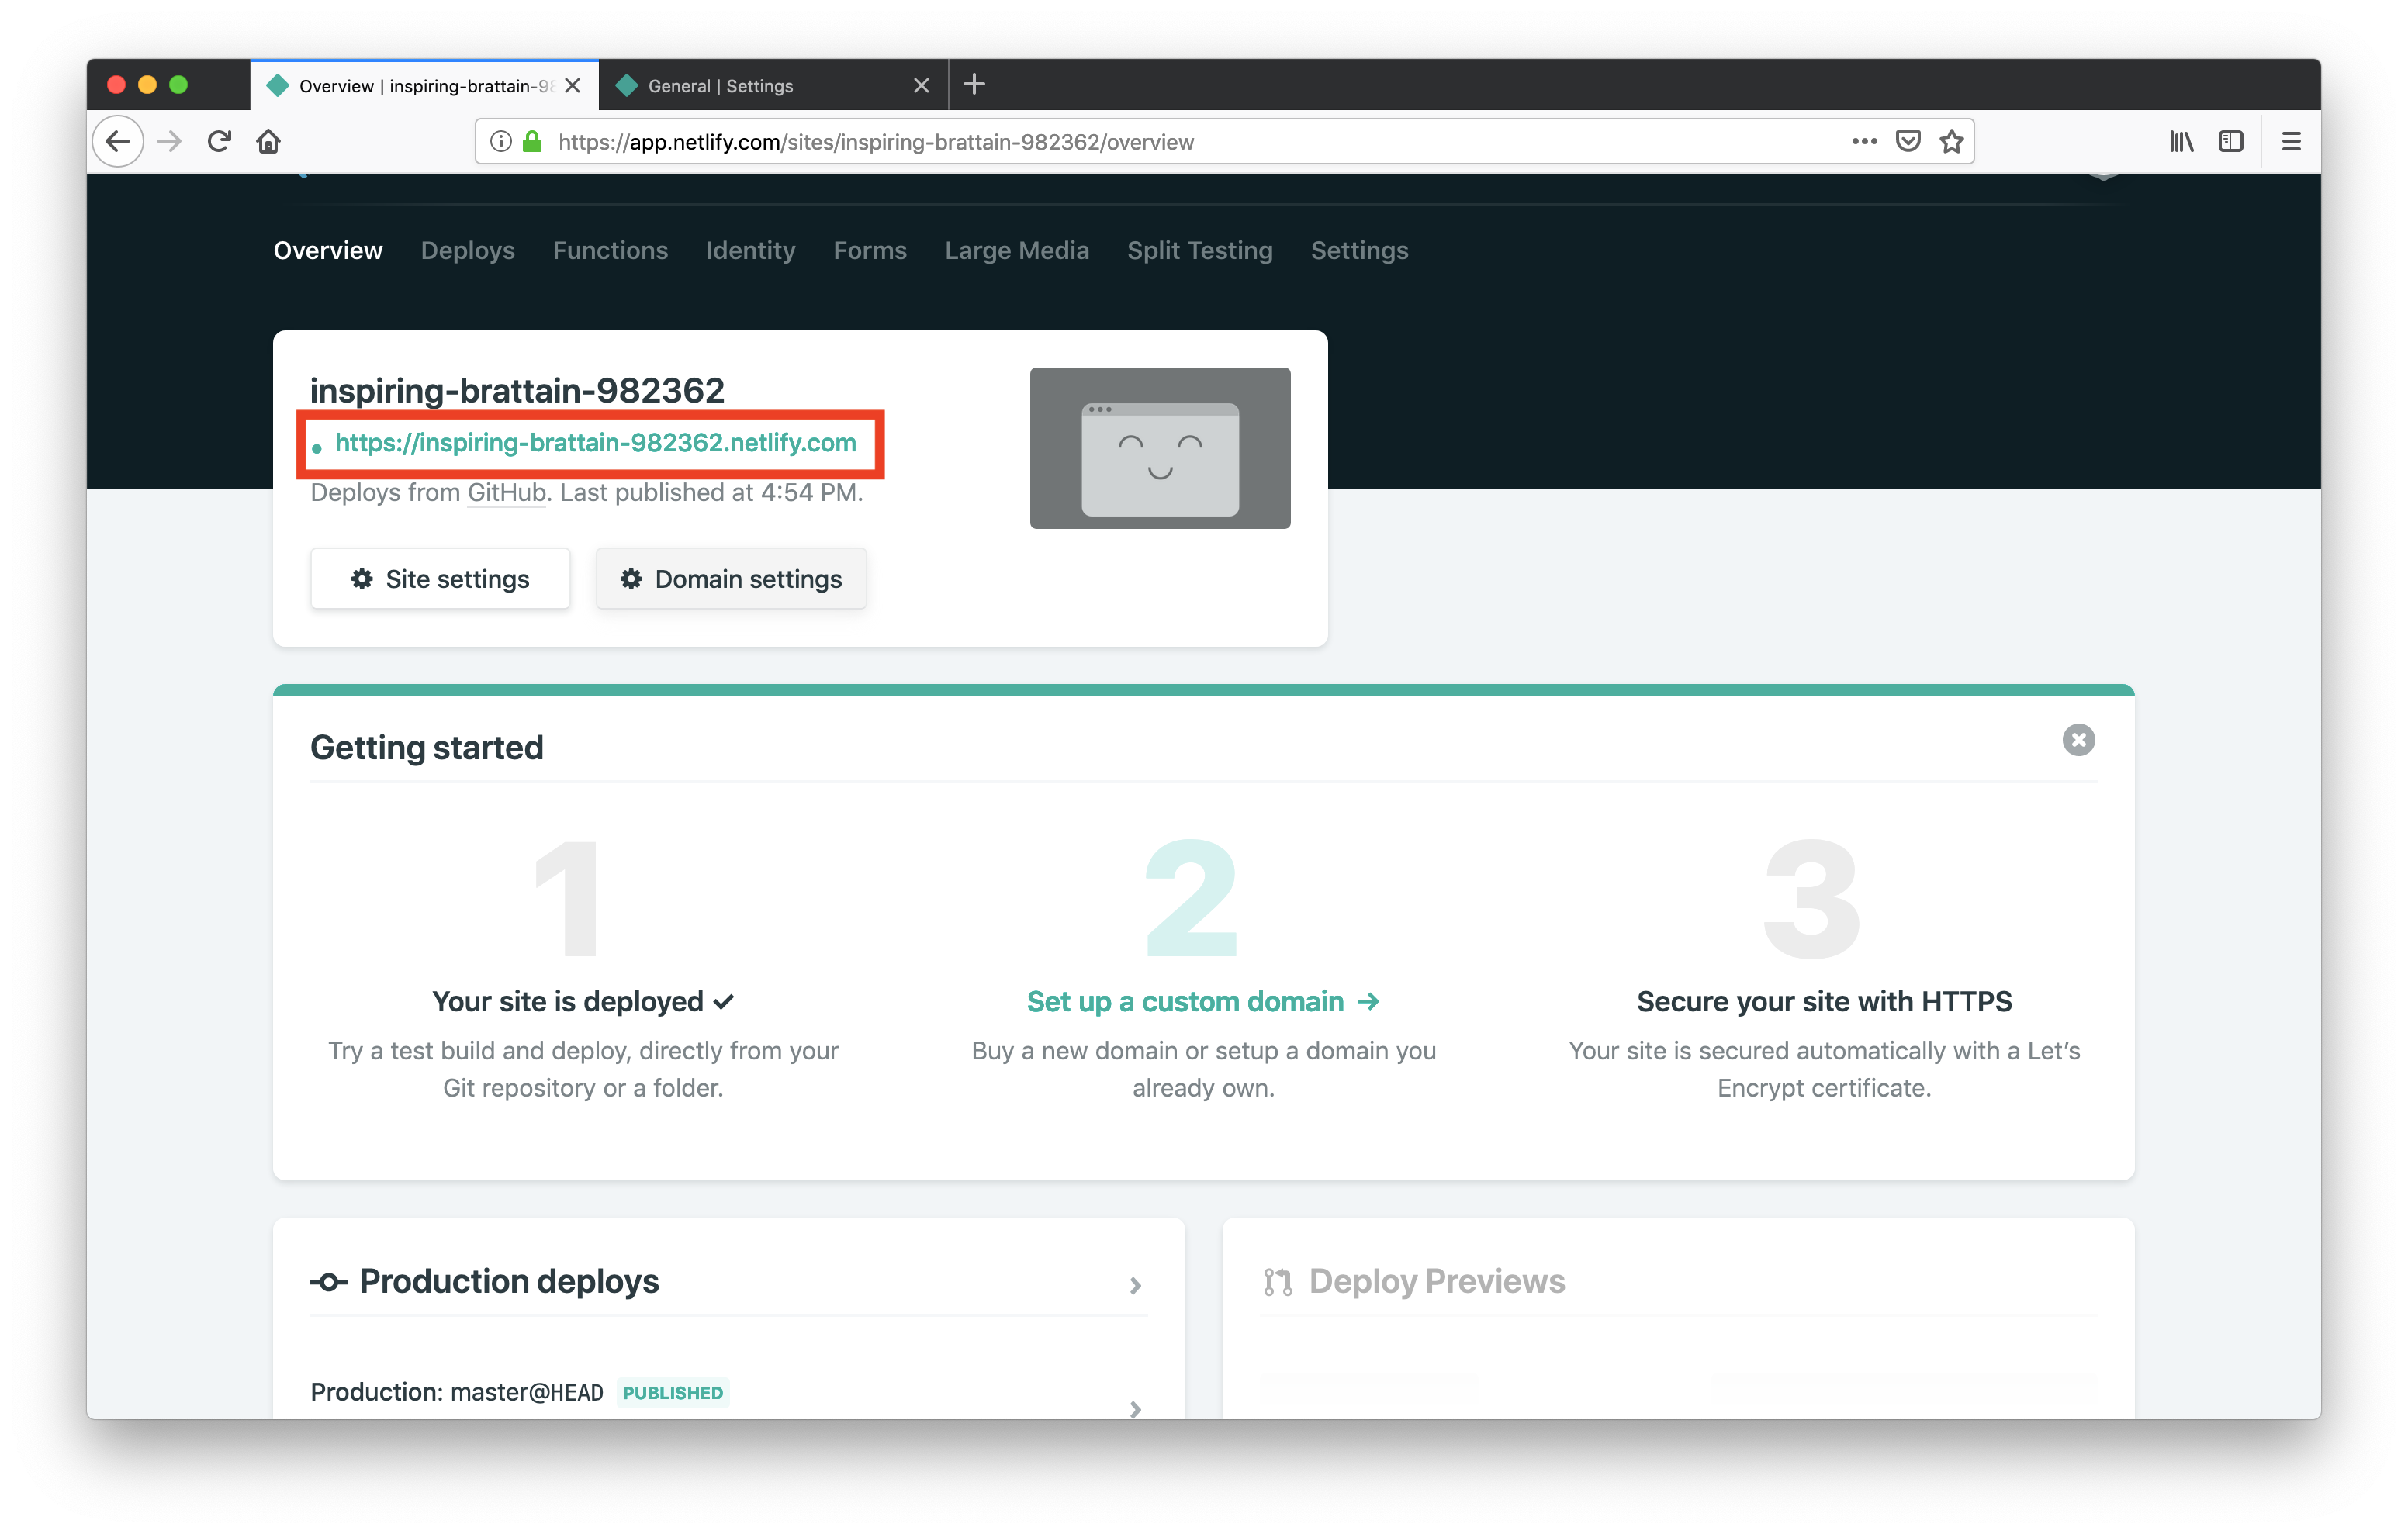 Overview | inspiring-brattain-98
General | Settings
https://app.netlify.com/sites/inspiring-brattain-982362/overview
Overview Deploys Functions Identity Forms Large Media Split Testing Settings
inspiring-brattain-982362
https://inspiring-brattain-982362.netlify.com
Deploys from GitHub. Last published at 4:54 PM.
Site settings Domain settings
Getting started
1
Your site is deployed ✓
Try a test build and deploy, directly from your
Git repository or a folder.
2
Set up a custom domain →
Buy a new domain or setup a domain you
already own.
3
Secure your site with HTTPS
Your site is secured automatically with a Let’s
Encrypt certificate.
Production deploys
Production: master@HEAD PUBLISHED
Deploy Previews